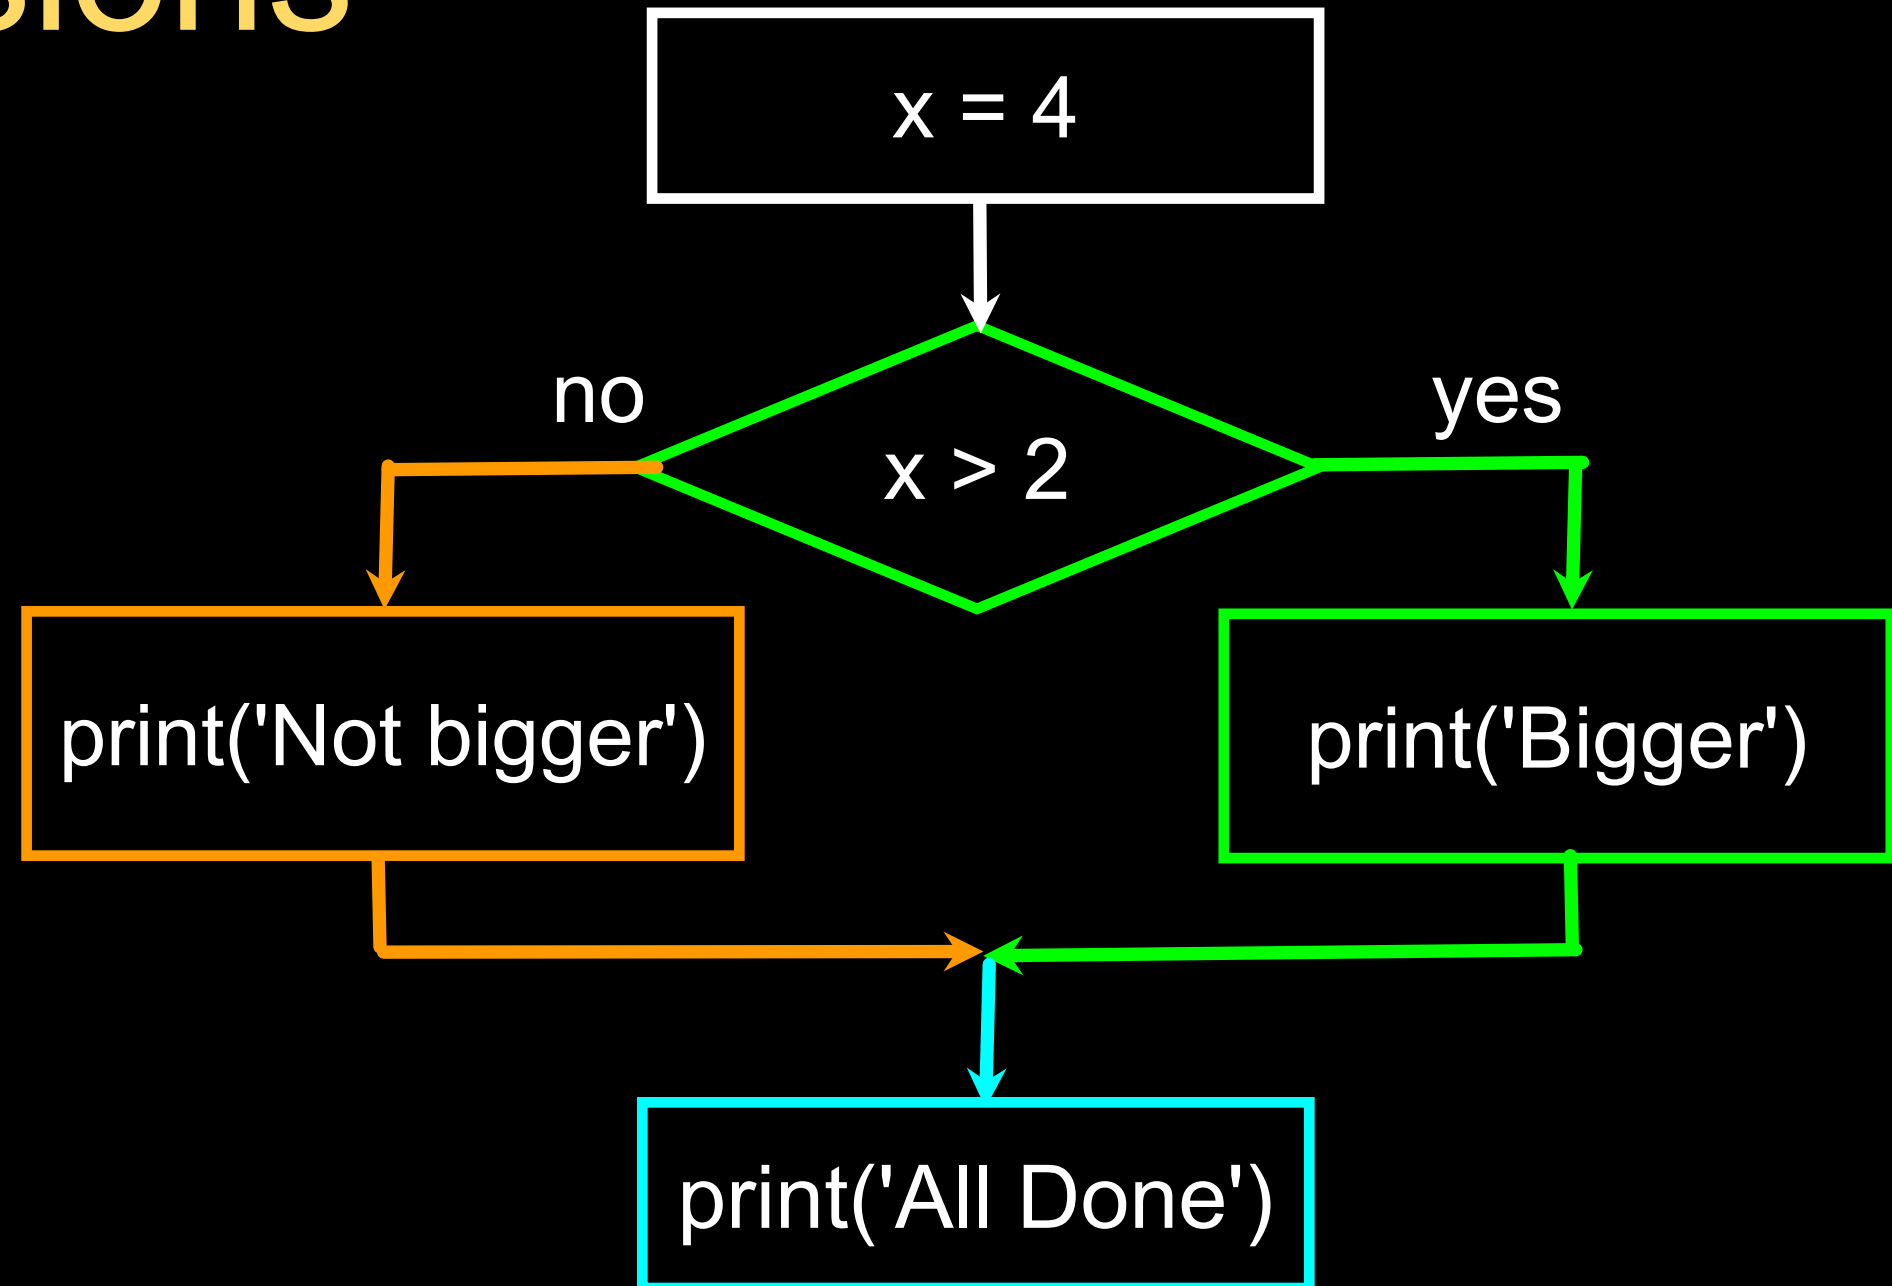 x = 4
no
yes
x > 2
print('Not bigger')
print('Bigger')
print('All Done')